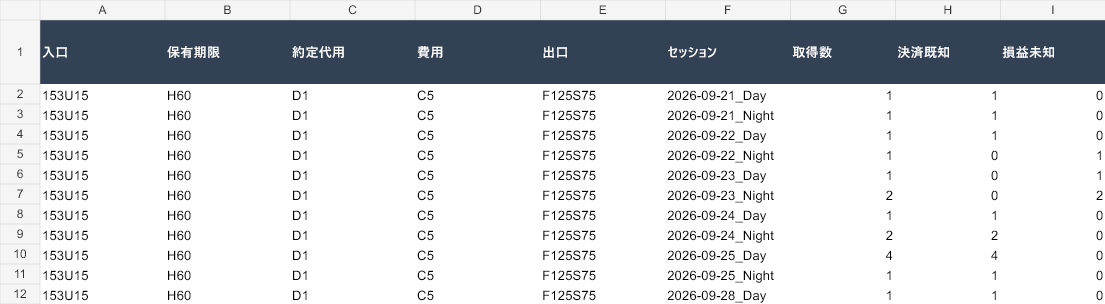 A B C D E F G H I
1 入口 保有期限 約定代用 費用 出口 セッション 取得数 決済既知 損益未知
2 153U15 H60 D1 C5 F125S75 2026-09-21_Day 1 1 0
3 153U15 H60 D1 C5 F125S75 2026-09-21_Night 1 1 0
4 153U15 H60 D1 C5 F125S75 2026-09-22_Day 1 1 0
5 153U15 H60 D1 C5 F125S75 2026-09-22_Night 1 0 1
6 153U15 H60 D1 C5 F125S75 2026-09-23_Day 1 0 1
7 153U15 H60 D1 C5 F125S75 2026-09-23_Night 2 0 2
8 153U15 H60 D1 C5 F125S75 2026-09-24_Day 1 1 0
9 153U15 H60 D1 C5 F125S75 2026-09-24_Night 2 2 0
10 153U15 H60 D1 C5 F125S75 2026-09-25_Day 4 4 0
11 153U15 H60 D1 C5 F125S75 2026-09-25_Night 1 1 0
12 153U15 H60 D1 C5 F125S75 2026-09-28_Day 1 1 0